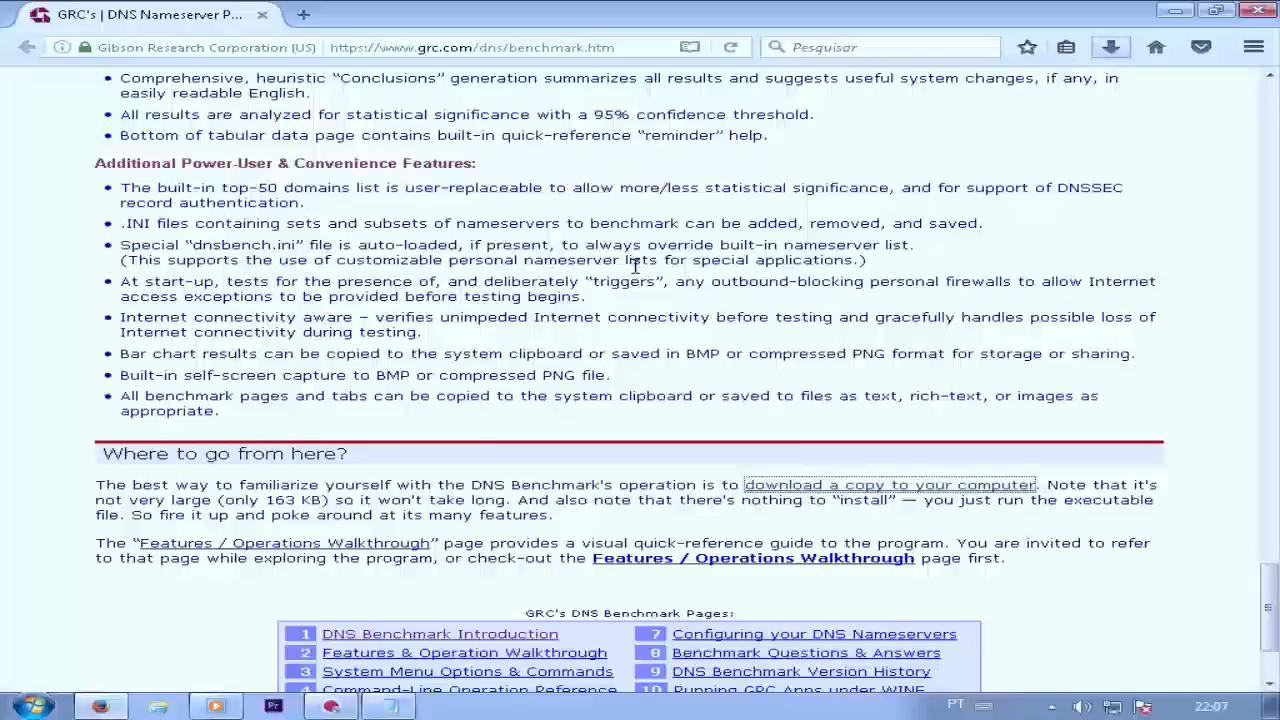 GRC's | DNS Nameserver P...
Gibson Research Corporation (US)
https://www.grc.com/dns/benchmark.htm
Pesquisar
Comprehensive, heuristic “Conclusions” generation summarizes all results and suggests useful system changes, if any, in
easily readable English.
All results are analyzed for statistical significance with a 95% confidence threshold.
Bottom of tabular data page contains built-in quick-reference “reminder” help.
Additional Power-User & Convenience Features:
The built-in top-50 domains list is user-replaceable to allow more/less statistical significance, and for support of DNSSEC
record authentication.
.INI files containing sets and subsets of nameservers to benchmark can be added, removed, and saved.
Special “dnsbench.ini” file is auto-loaded, if present, to always override built-in nameserver list.
(This supports the use of customizable personal nameserver lists for special applications.)
At start-up, tests for the presence of, and deliberately “triggers”, any outbound-blocking personal firewalls to allow Internet
access exceptions to be provided before testing begins.
Internet connectivity aware – verifies unimpeded Internet connectivity before testing and gracefully handles possible loss of
Internet connectivity during testing.
Bar chart results can be copied to the system clipboard or saved in BMP or compressed PNG format for storage or sharing.
Built-in self-screen capture to BMP or compressed PNG file.
All benchmark pages and tabs can be copied to the system clipboard or saved to files as text, rich-text, or images as
appropriate.
Where to go from here?
The best way to familiarize yourself with the DNS Benchmark's operation is to download a copy to your computer. Note that it's
not very large (only 163 KB) so it won't take long. And also note that there's nothing to “install” — you just run the executable
file. So fire it up and poke around at its many features.
The “Features / Operations Walkthrough” page provides a visual quick-reference guide to the program. You are invited to refer
to that page while exploring the program, or check-out the Features / Operations Walkthrough page first.
GRC's DNS Benchmark Pages:
1 DNS Benchmark Introduction
2 Features & Operation Walkthrough
3 System Menu Options & Commands
4 Command-Line Operation Reference
7 Configuring your DNS Nameservers
8 Benchmark Questions & Answers
9 DNS Benchmark Version History
10 Running GRC Apps under WINE
Pr
PT
22:07